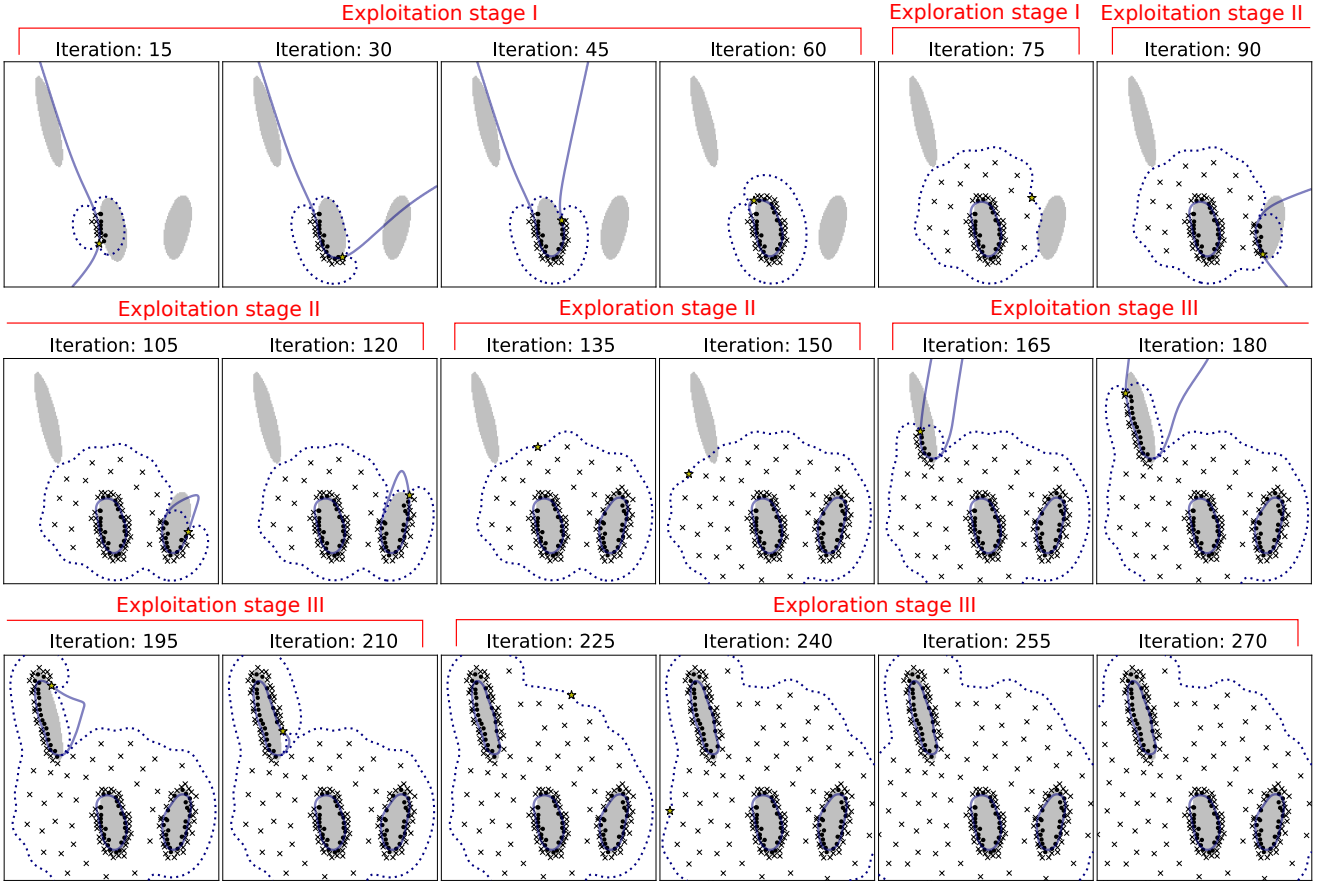 Exploitation stage I
Exploration stage I
Exploitation stage II
Iteration: 15
Iteration: 30
Iteration: 45
Iteration: 60
Iteration: 75
Iteration: 90
Exploitation stage II
Exploration stage II
Exploitation stage III
Iteration: 105
Iteration: 120
Iteration: 135
Iteration: 150
Iteration: 165
Iteration: 180
Exploitation stage III
Exploration stage III
Iteration: 195
Iteration: 210
Iteration: 225
Iteration: 240
Iteration: 255
Iteration: 270